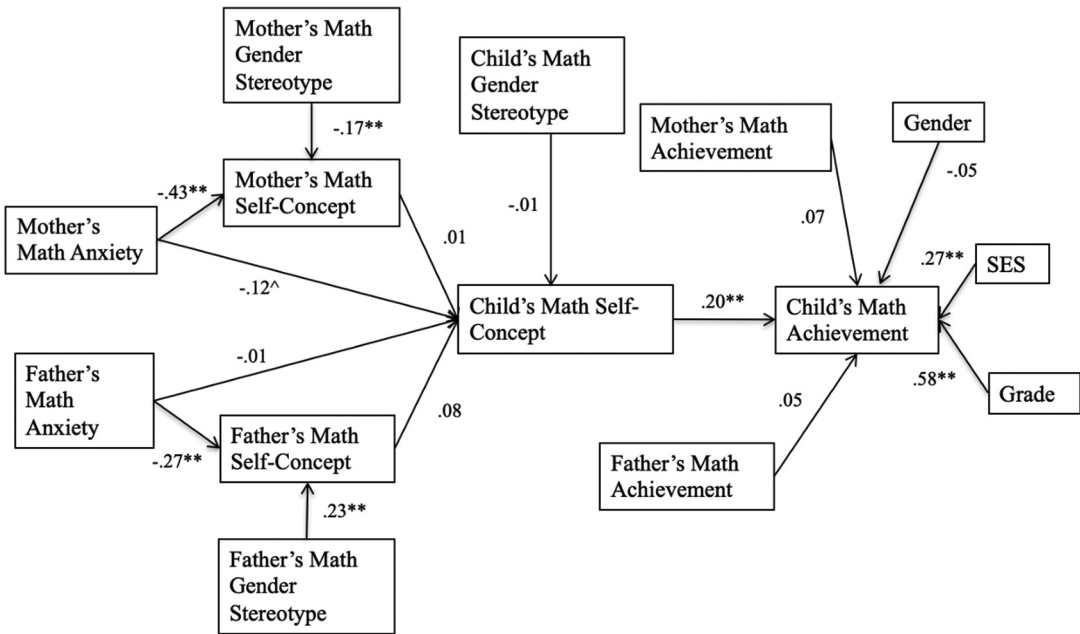 Mother's Math
Gender
Stereotype
Child's Math
Gender
Stereotype
Mother's Math
Achievement
Gender
-.17**
-.05
-.43**
Mother's Math
Self-Concept
-.01
.07
Mother's
Math Anxiety
.01
.27**
SES
-.12^
Child's Math Self-
Concept
.20**
Child's Math
Achievement
-.01
Father's
Math
Anxiety
.08
.05
.58**
Grade
-.27**
Father's Math
Self-Concept
Father's Math
Achievement
.23**
Father's Math
Gender
Stereotype